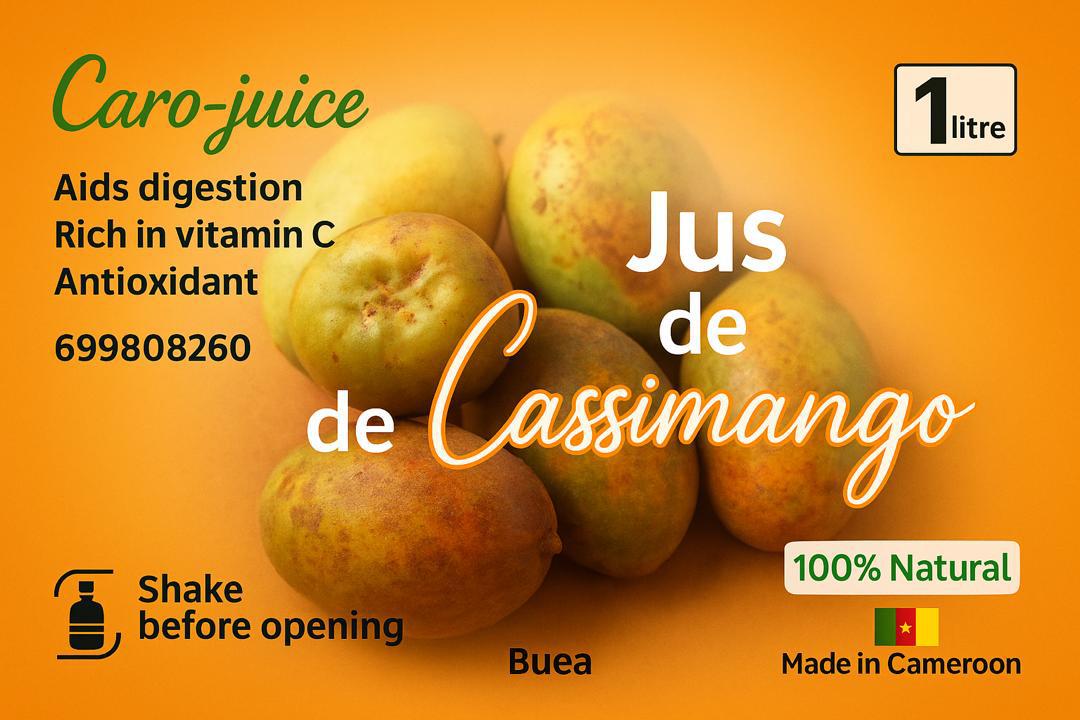 Caro-juice
Aids digestion
Rich in vitamin C
Antioxidant
699808260
1 litre
Jus
de
de Cassimango
Shake
before opening
Buea
100% Natural
Made in Cameroon